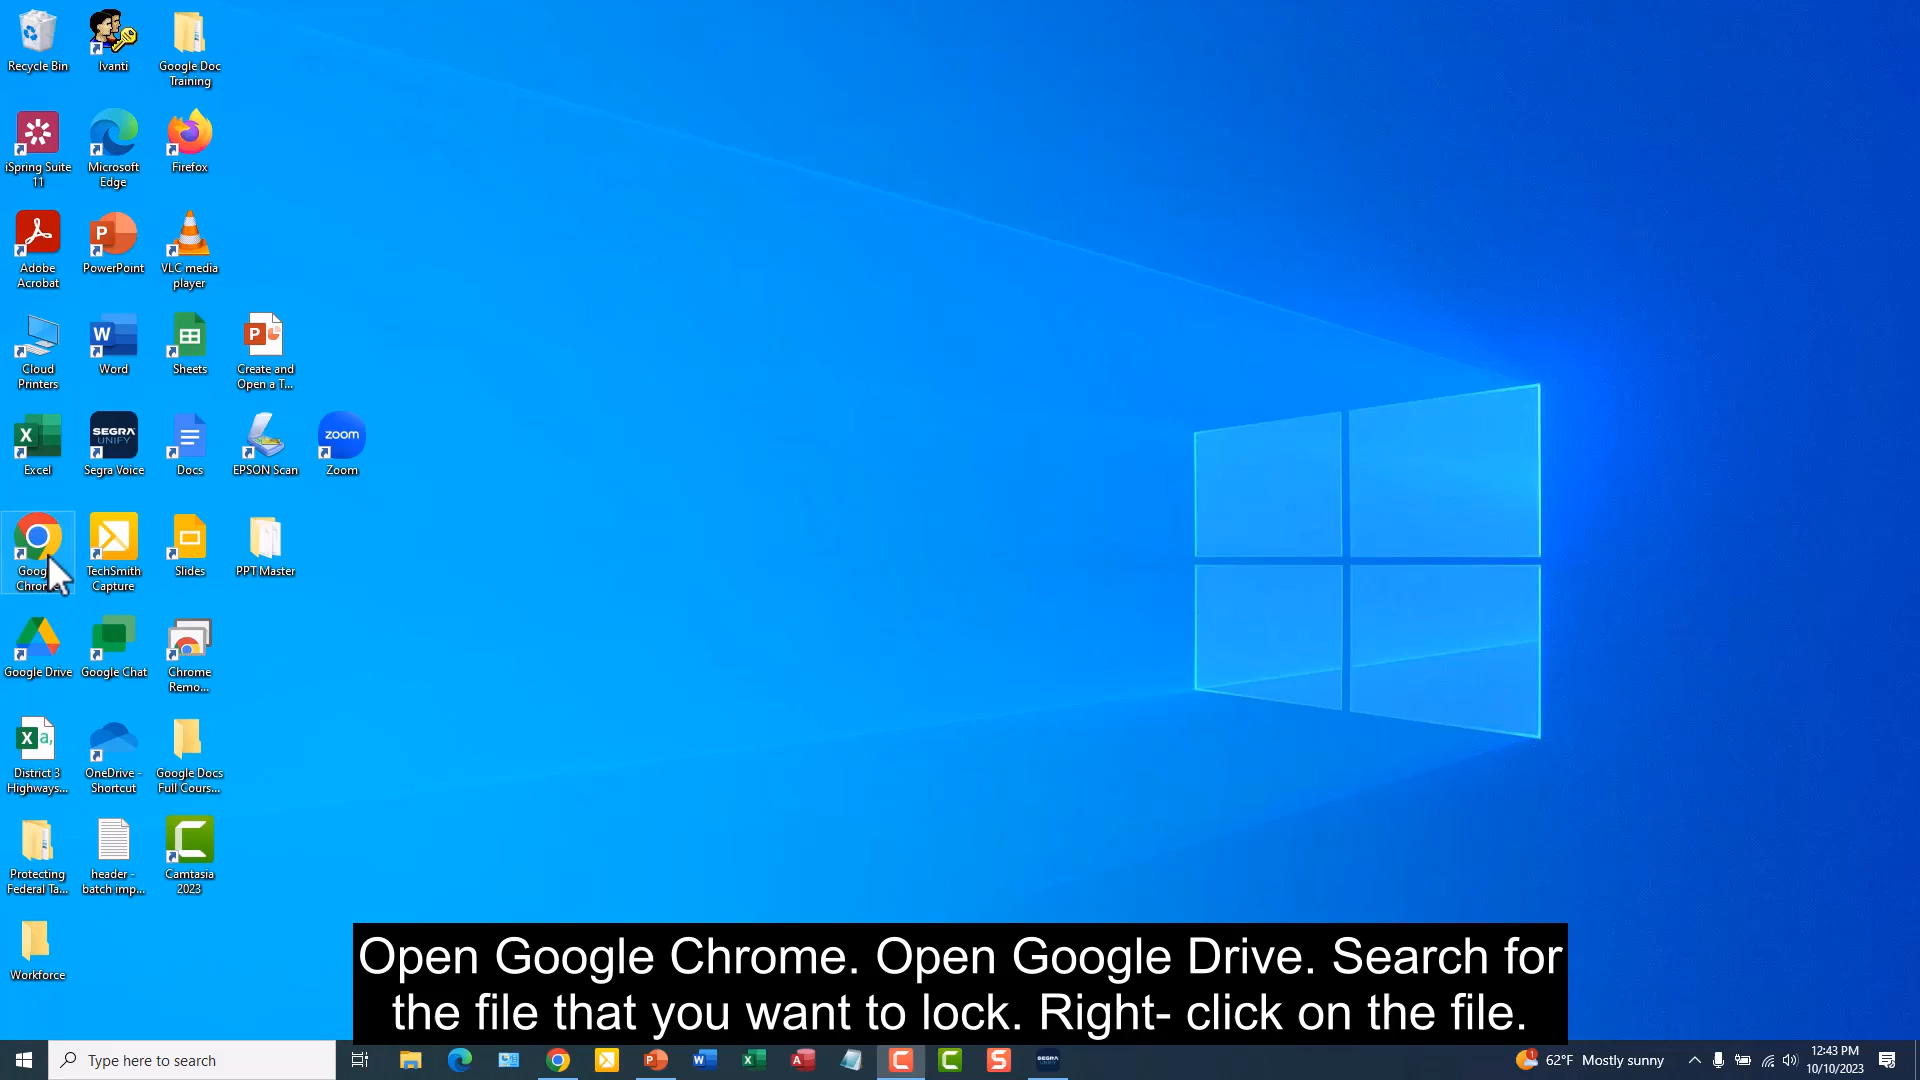 Recycle Bin
Ivanti
Google Doc
Training
iSpring Suite
11
Microsoft
Edge
Firefox
Adobe
Acrobat
PowerPoint
VLC media
player
Cloud
Printers
Word
Sheets
Create and
Open a T...
Excel
SEGRA
UNIFY
Segra Voice
Docs
EPSON Scan
zoom
Zoom
TechSmith
Capture
Slides
PPT Master
Google Drive
Google Chat
Chrome
Remo...
District 3
Highways...
OneDrive -
Shortcut
Google Docs
Full Cours...
Protecting
Federal Ta...
header -
batch imp...
Camtasia
2023
Workforce
Open Google Chrome. Open Google Drive. Search for
the file that you want to lock. Right- click on the file.
Type here to search
62°F Mostly sunny
12:43 PM
10/10/2023